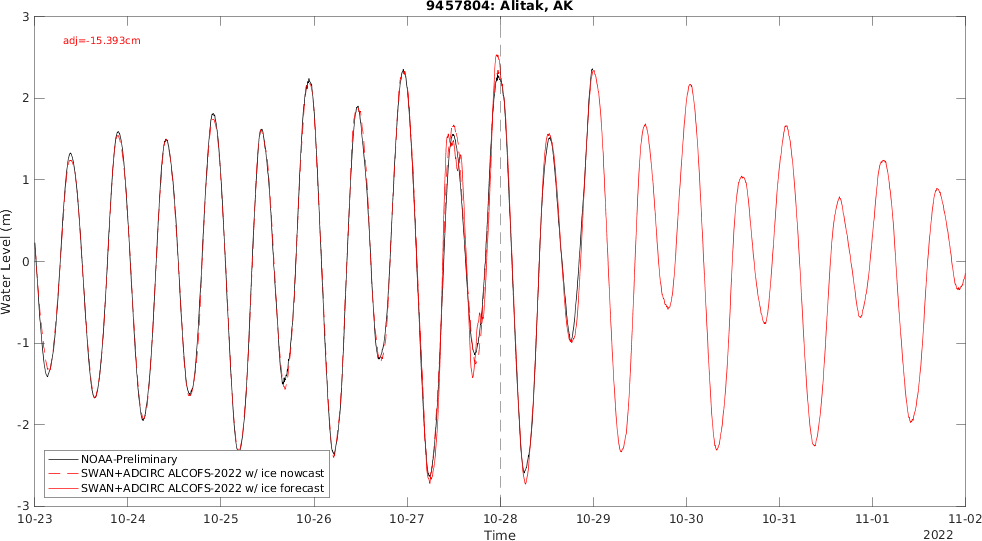 9457804: Alitak, AK
adj=-15.393cm
Water Level (m)
3
2
1
0
-1
-2
-3
NOAA-Preliminary
SWAN+ADCIRC ALCOFS-2022 w/ ice nowcast
SWAN+ADCIRC ALCOFS-2022 w/ ice forecast
10-23 10-24 10-25 10-26 10-27 10-28 10-29 10-30 10-31 11-01 11-02
Time
2022